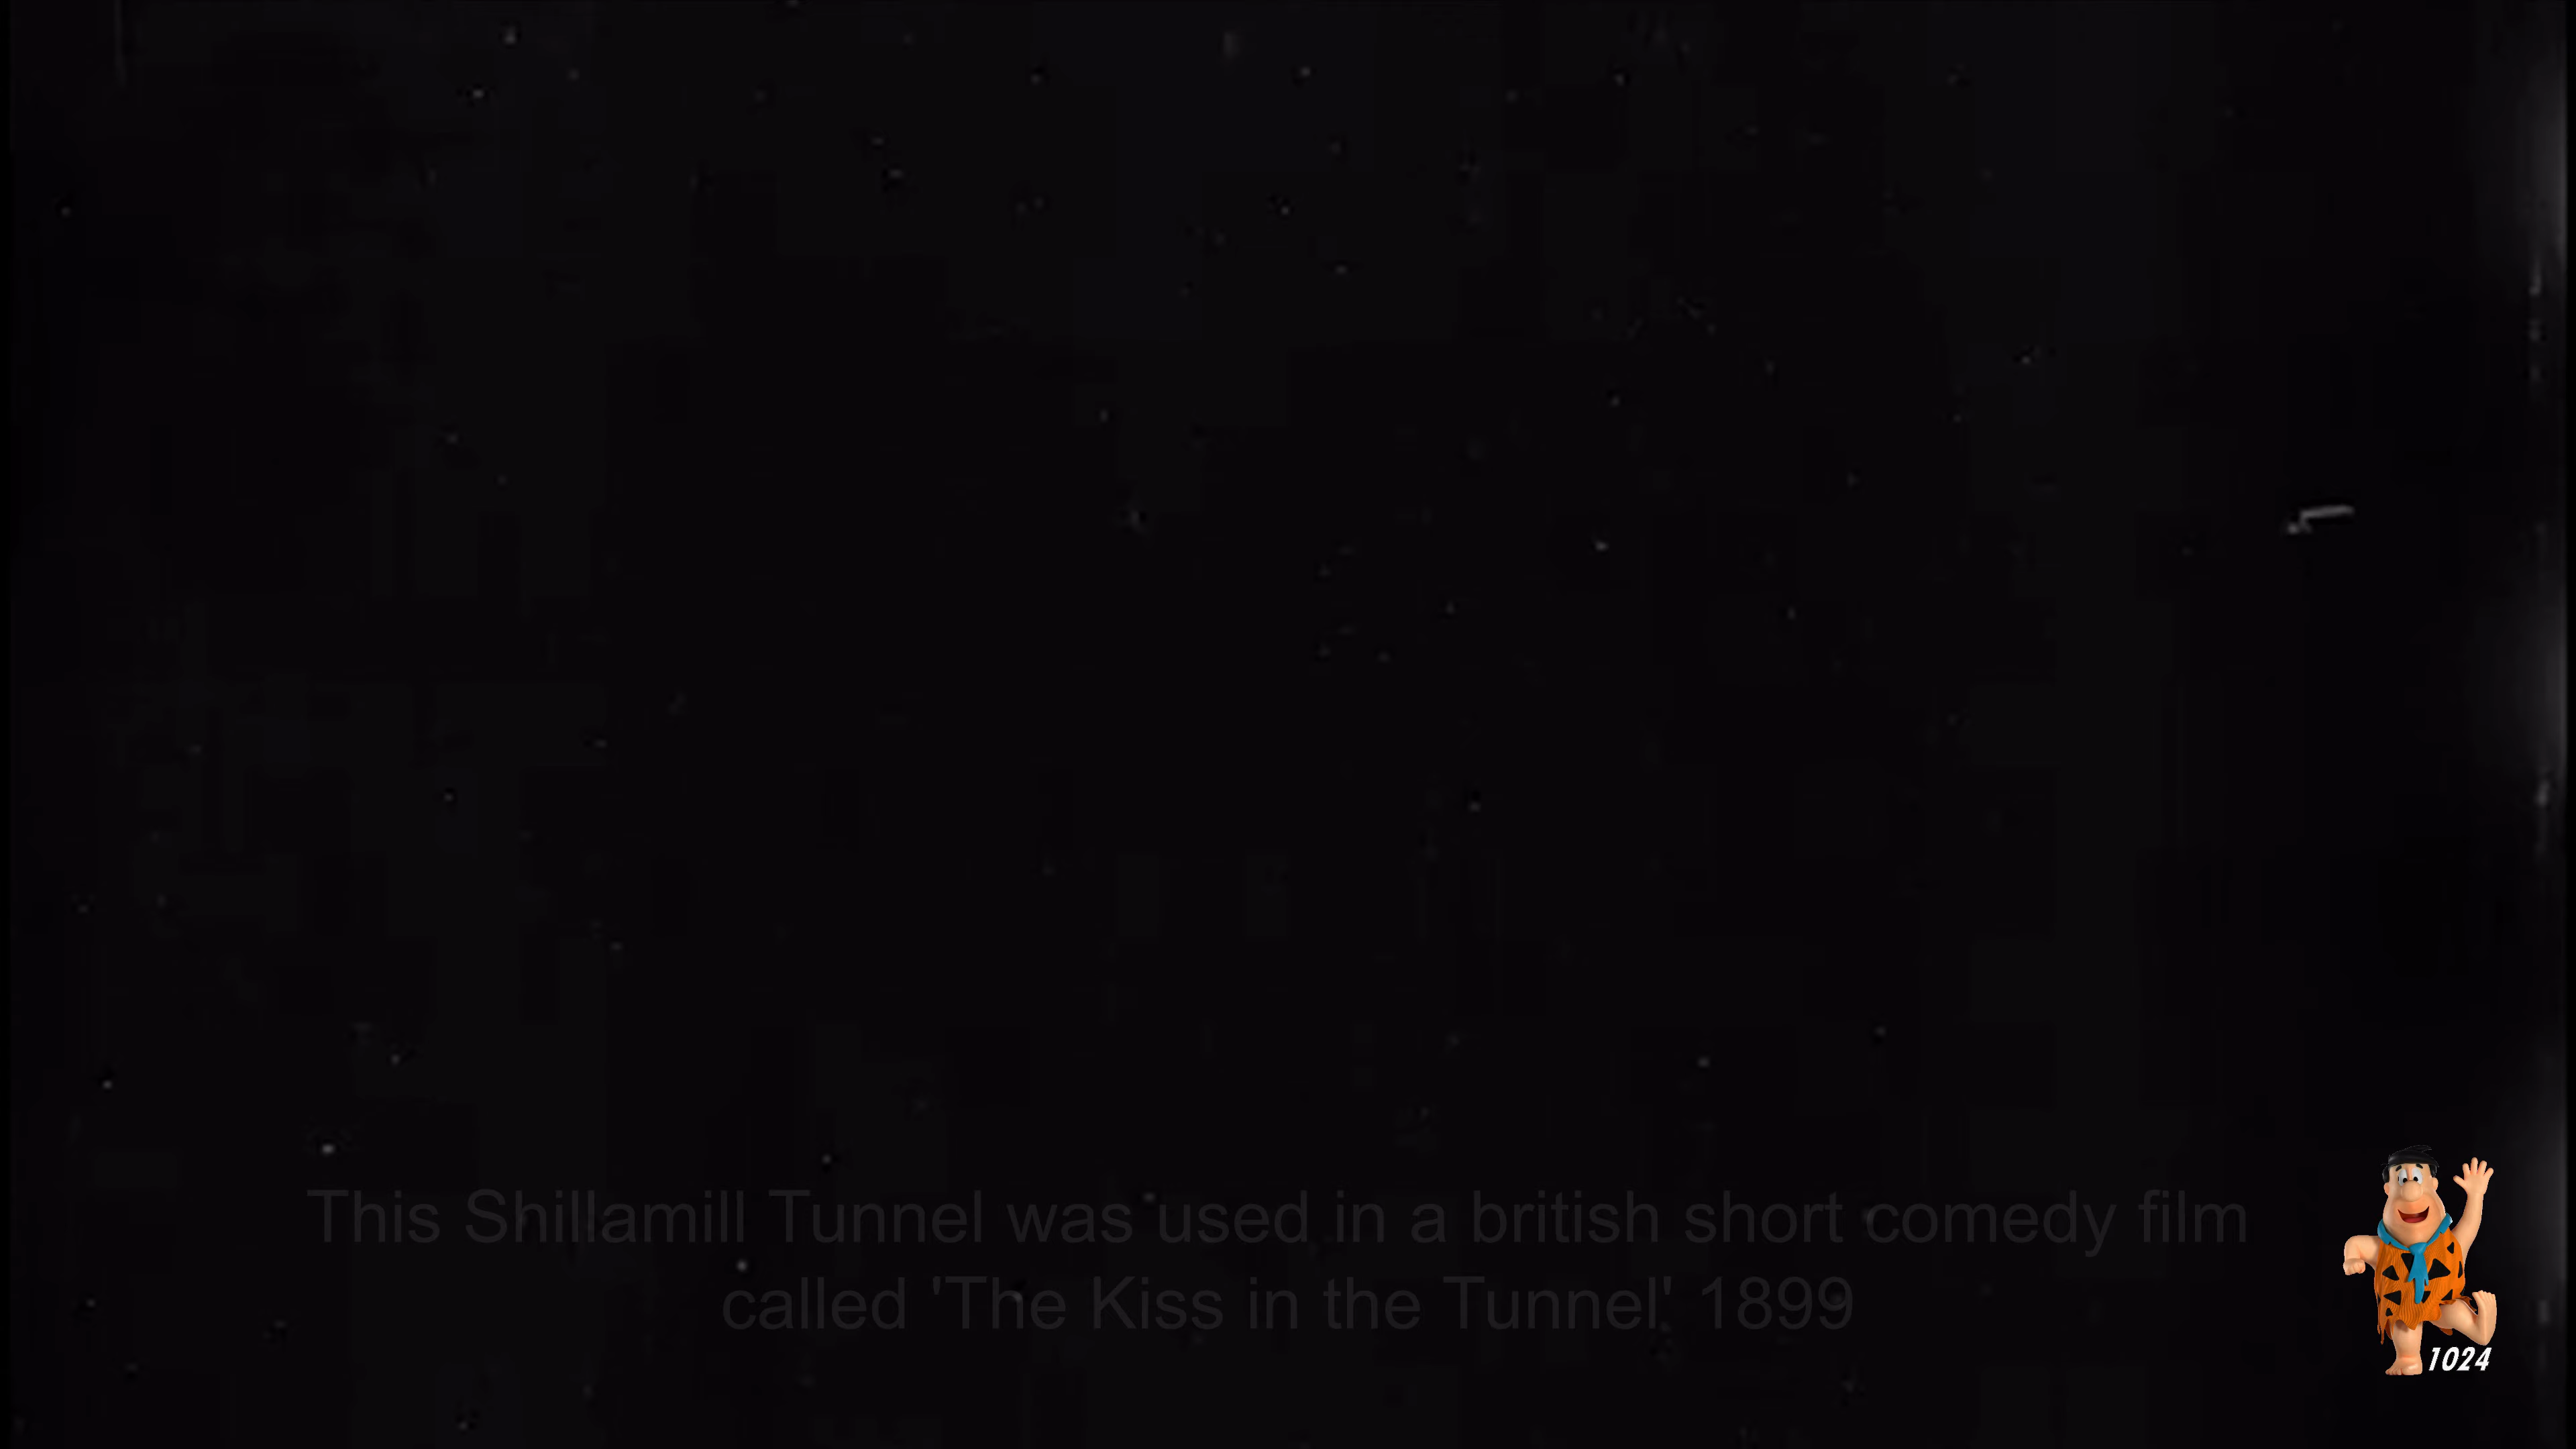 This Shillamill Tunnel was used in a british short comedy film
called 'The Kiss in the Tunnel' 1899
1024